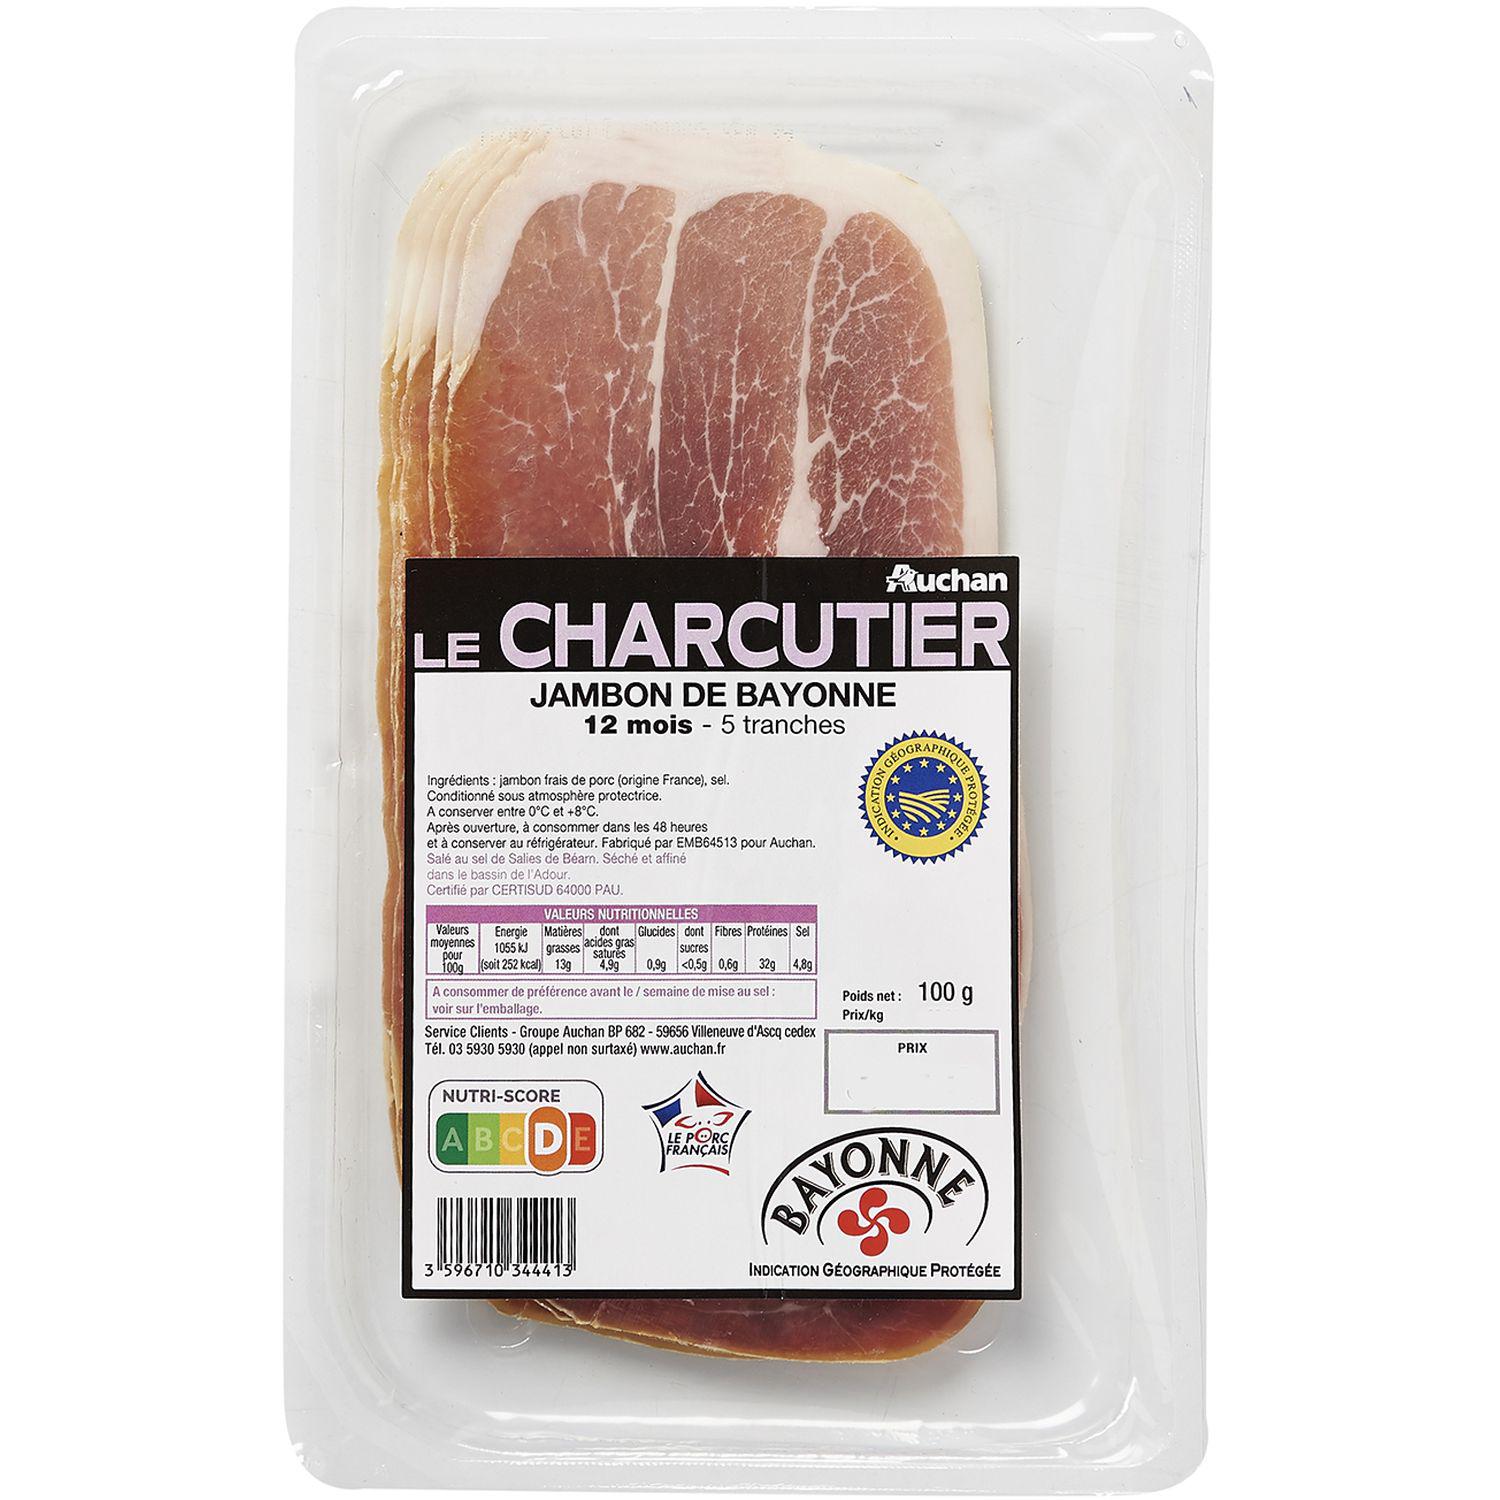 Auchan
LE CHARCUTIER
JAMBON DE BAYONNE
12 mois - 5 tranches
INDICATION GÉOGRAPHIQUE PROTÉGÉE
Ingrédients : jambon frais de porc (origine France), sel.
Conditionné sous atmosphère protectrice.
A conserver entre 0°C et +8°C.
Après ouverture, à consommer dans les 48 heures
et à conserver au réfrigérateur. Fabriqué par EMB64513 pour Auchan.
Salé au sel de Salies de Béarn. Séché et affiné
dans le bassin de l'Adour.
Certifié par CERTISUD 64000 PAU.
VALEURS NUTRITIONNELLES
Valeurs moyennes pour 100g
Energie 1055 kJ (soit 252 kcal)
Matières grasses 13g
dont acides gras saturés 4,9g
Glucides 0,9g
dont sucres <0,5g
Fibres 0,6g
Protéines 32g
Sel 4,8g
A consommer de préférence avant le / semaine de mise au sel :
voir sur l'emballage.
Poids net : 100 g
Prix/kg
Service Clients - Groupe Auchan BP 682 - 59656 Villeneuve d'Ascq cedex
Tél. 03 5930 5930 (appel non surtaxé) www.auchan.fr
PRIX
NUTRI-SCORE
A B C D E
LE PORC
FRANÇAIS
BAYONNE
INDICATION GÉOGRAPHIQUE PROTÉGÉE
3 596710 344413